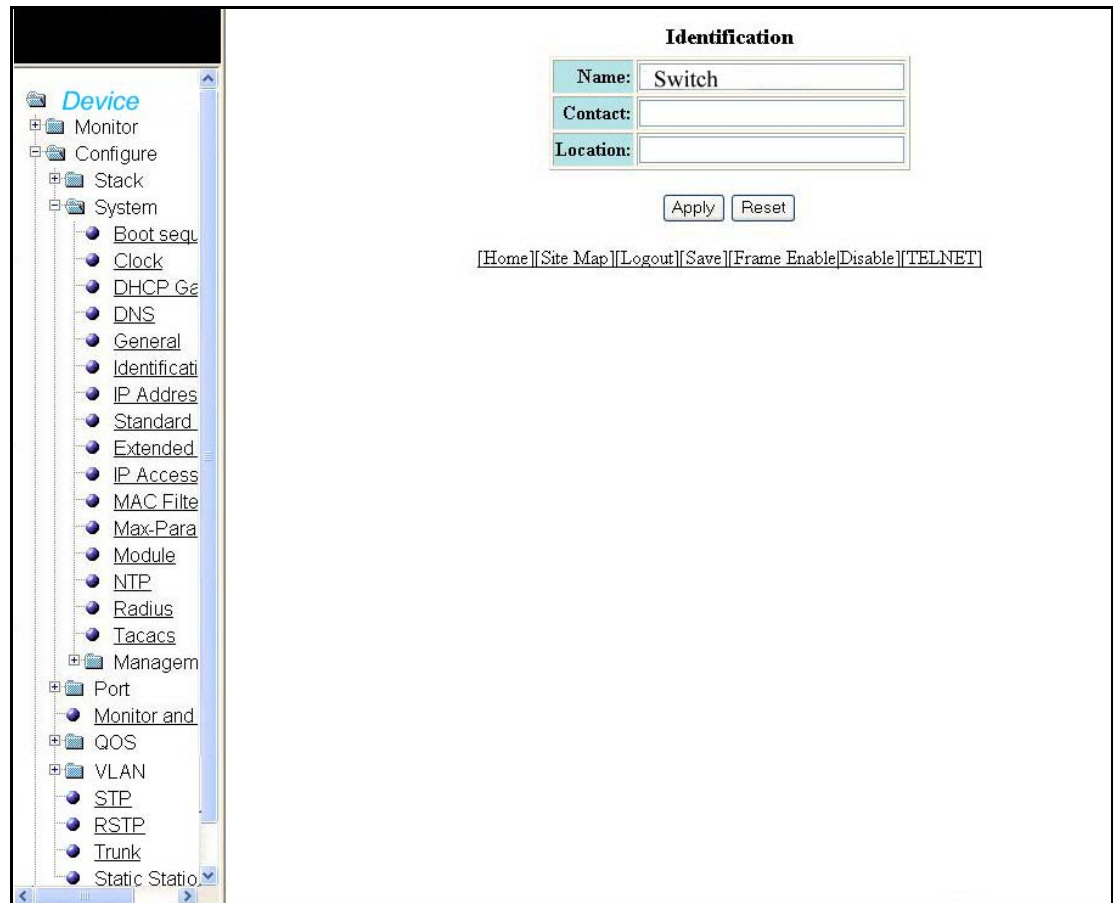 Device
Monitor
Configure
Stack
System
Boot sequ
Clock
DHCP Ga
DNS
General
Identificati
IP Addres
Standard
Extended
IP Access
MAC Filte
Max-Para
Module
NTP
Radius
Tacacs
Managem
Port
Monitor and
QOS
VLAN
STP
RSTP
Trunk
Static Statio
Identification
Name: Switch
Contact:
Location:
Apply Reset
[Home][Site Map][Logout][Save][Frame Enable|Disable][TELNET]